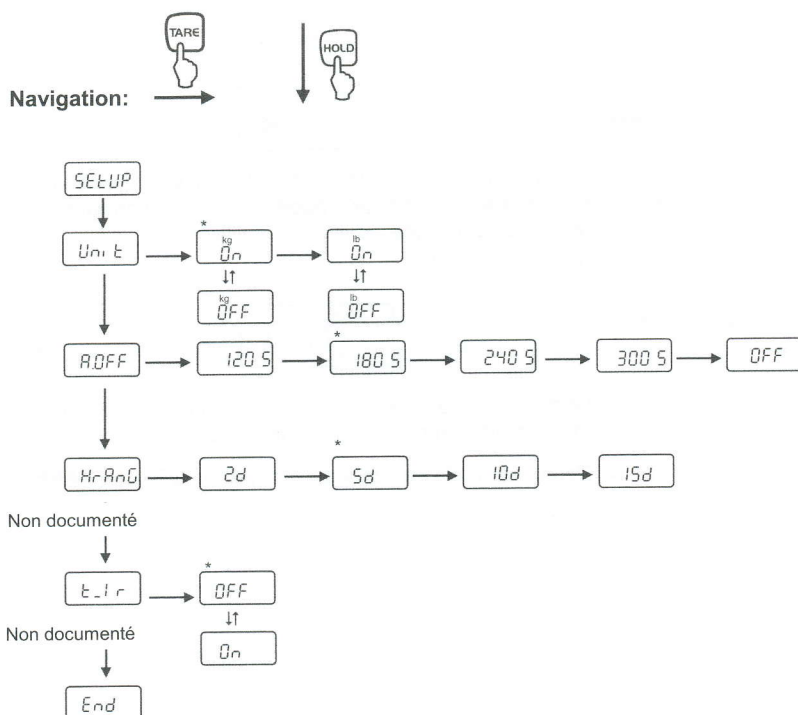 TARE
HOLD
Navigation:
SEtUP
*
Unit
kg
On
lb
On
kg
OFF
lb
OFF
*
A.OFF
120 S
180 S
240 S
300 S
OFF
*
HrAnG
2d
5d
10d
15d
Non documenté
*
t_Ir
OFF
Non documenté
On
End